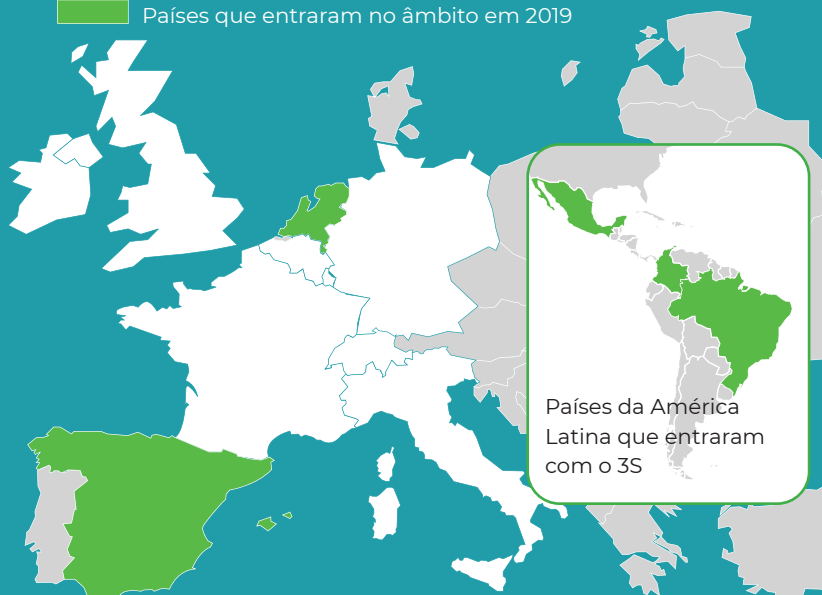 Países que entraram no âmbito em 2019
Países da América
Latina que entraram
com o 3S